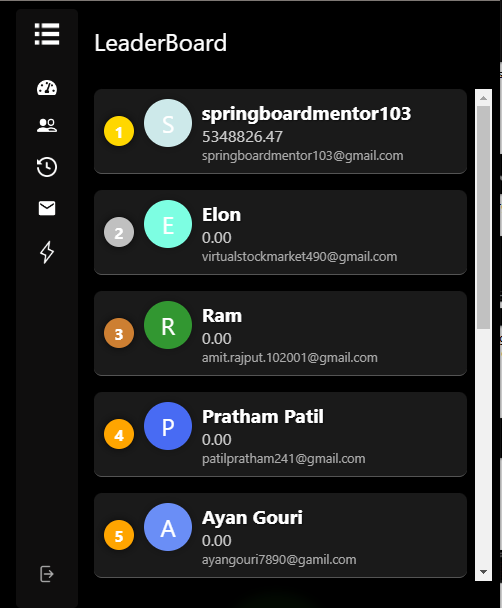 LeaderBoard
1
S
springboardmentor103
5348826.47
springboardmentor103@gmail.com
2
E
Elon
0.00
virtualstockmarket490@gmail.com
3
R
Ram
0.00
amit.rajput.102001@gmail.com
4
P
Pratham Patil
0.00
patilpratham241@gmail.com
5
A
Ayan Gouri
0.00
ayangouri7890@gamil.com